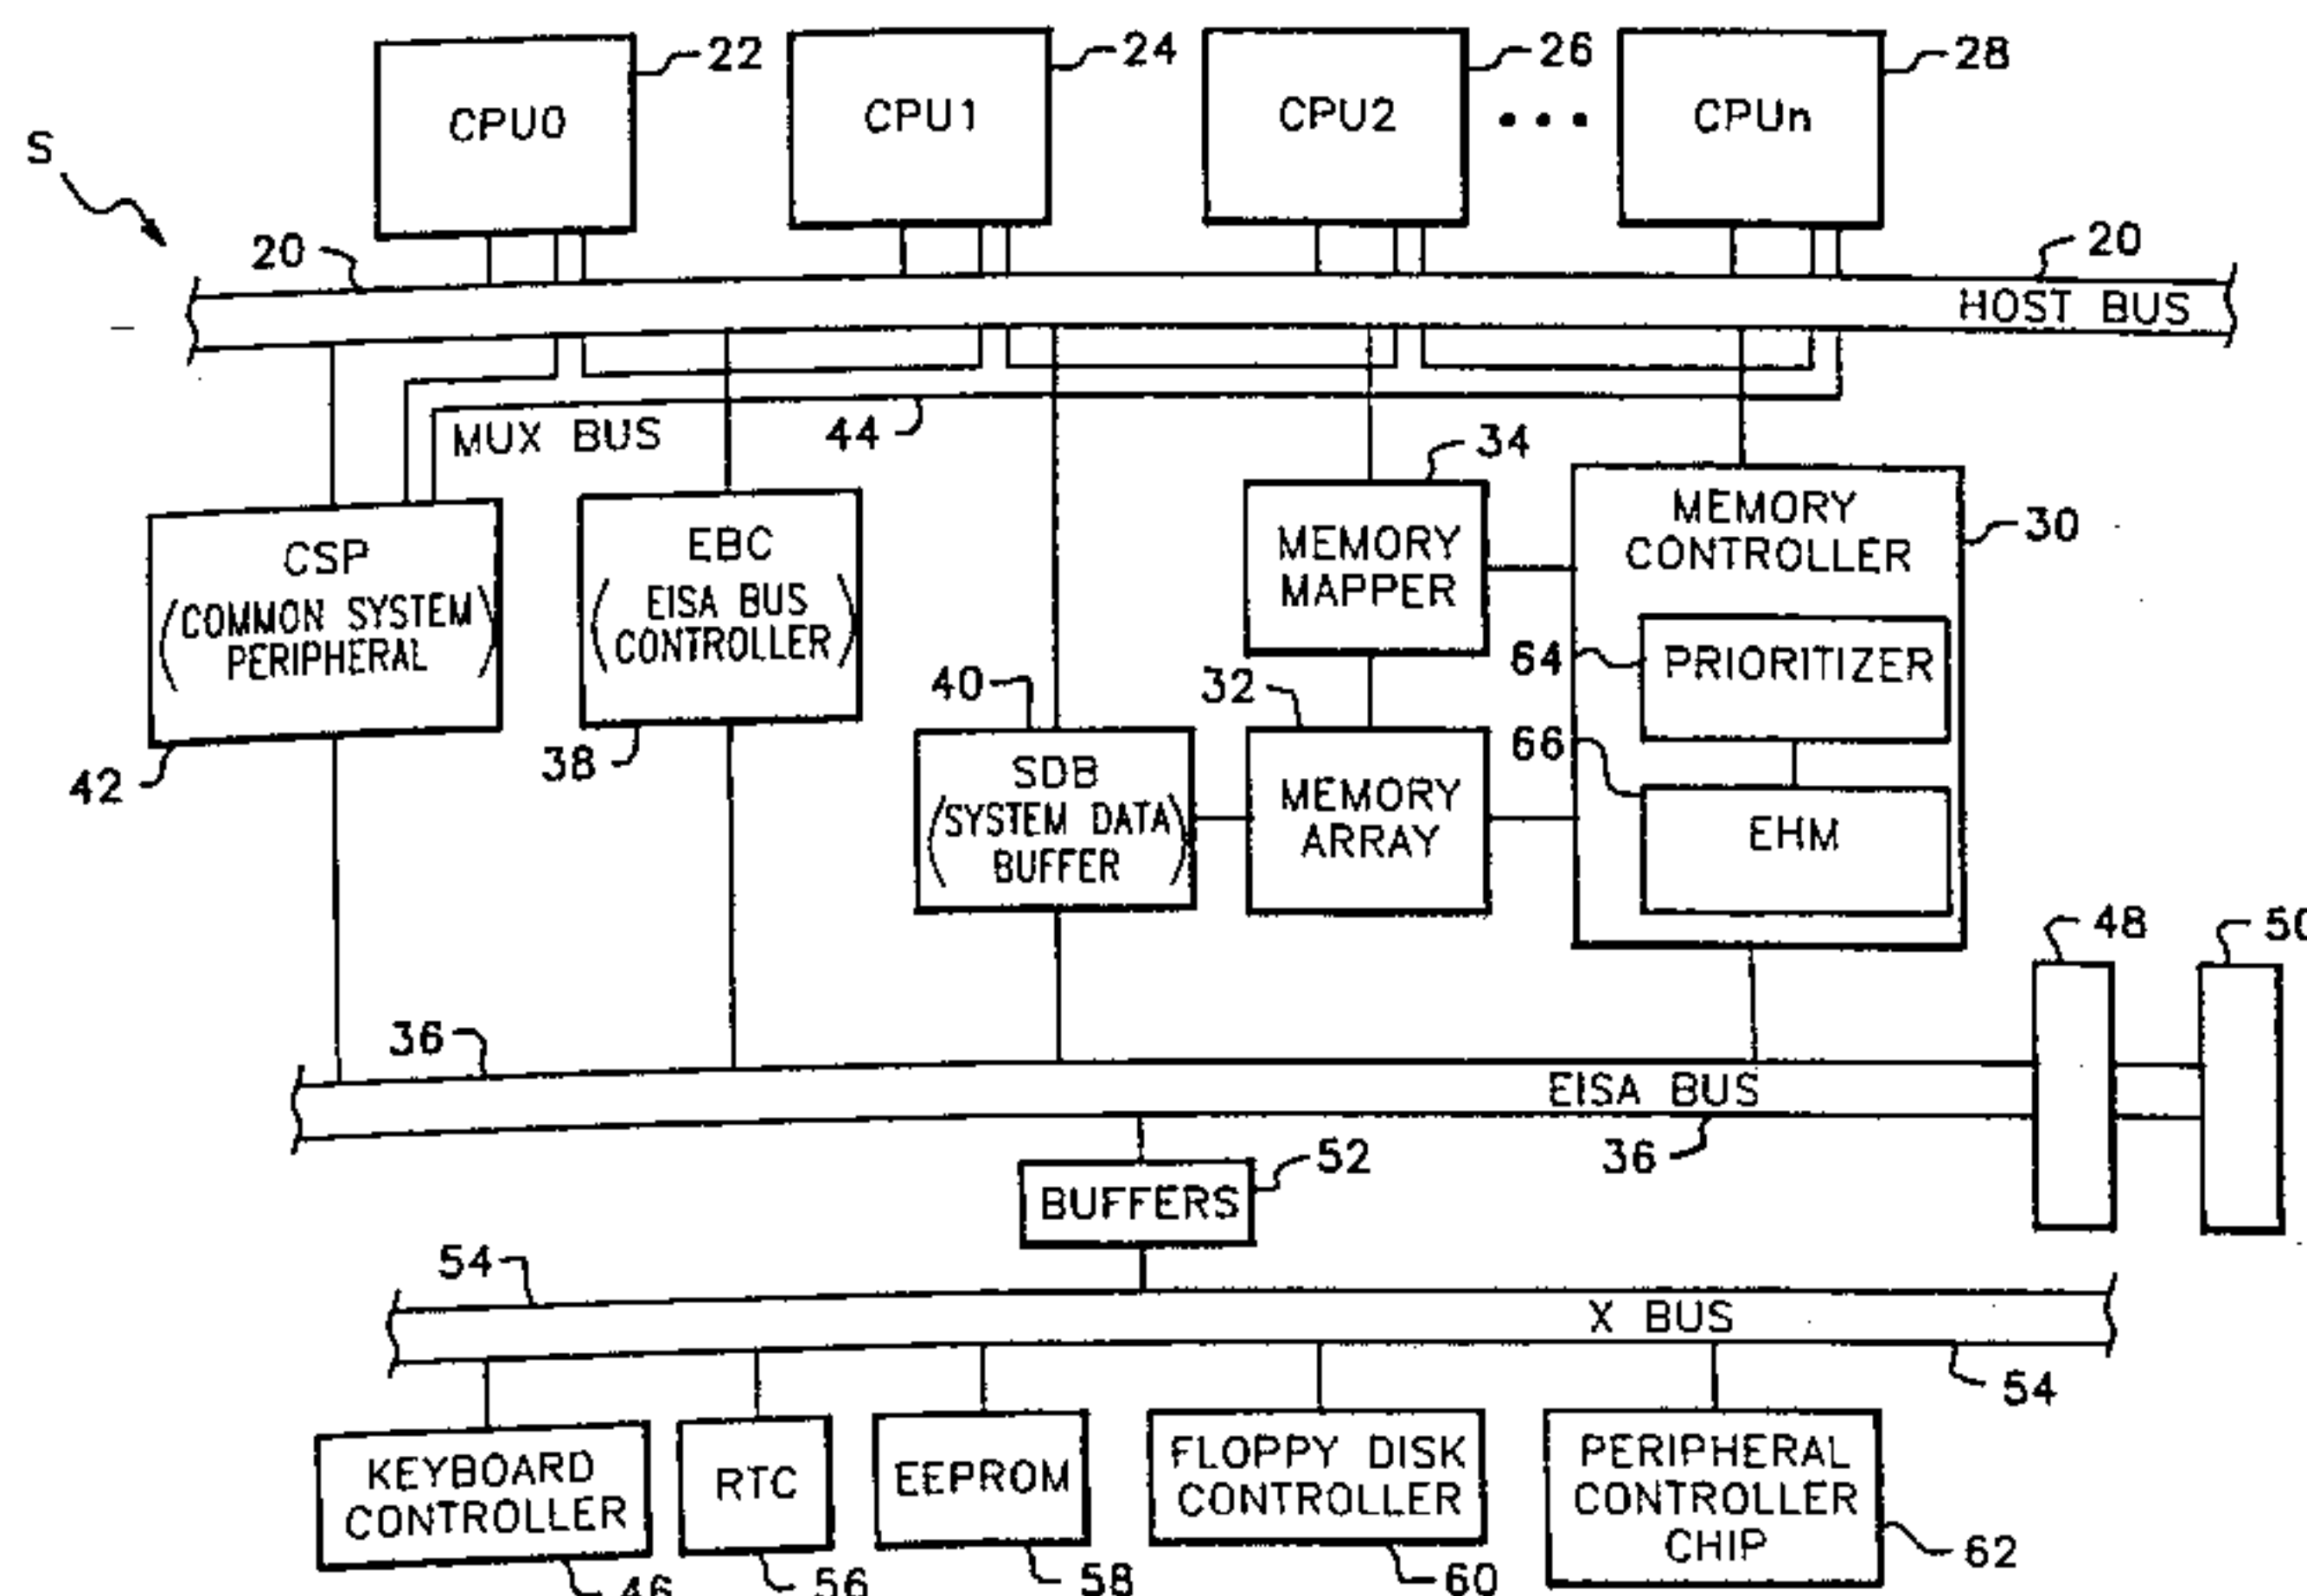 22
24
26
28
CPU0
CPU1
CPU2
• • •
CPUn
S
20
20
HOST BUS
MUX BUS
44
34
MEMORY
CONTROLLER
30
CSP
(COMMON SYSTEM
PERIPHERAL)
EBC
(EISA BUS
CONTROLLER)
MEMORY
MAPPER
64
PRIORITIZER
40
32
42
38
66
SDB
(SYSTEM DATA
BUFFER)
MEMORY
ARRAY
EHM
48
50
36
EISA BUS
36
52
BUFFERS
54
X BUS
54
KEYBOARD
CONTROLLER
RTC
EEPROM
FLOPPY DISK
CONTROLLER
PERIPHERAL
CONTROLLER
CHIP
62
46
56
58
60